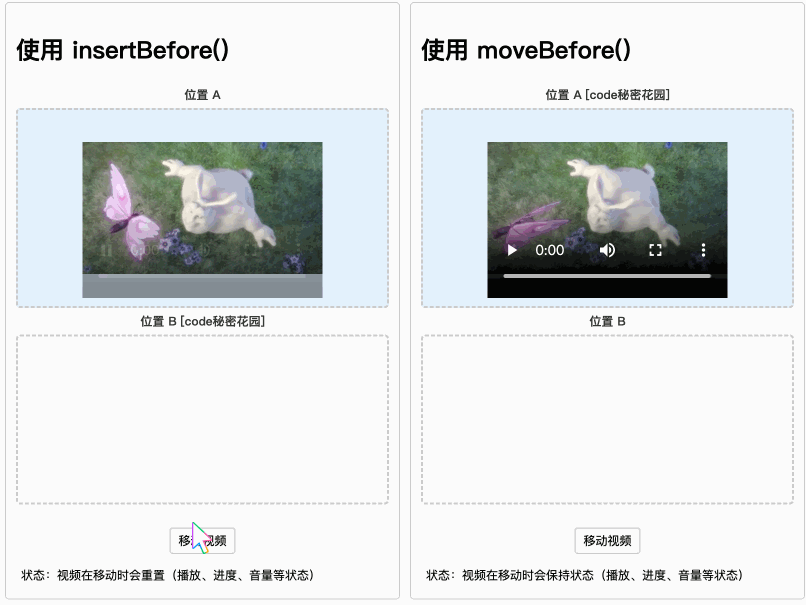 使用 insertBefore()
位置 A
位置 B [code秘密花园]
移动视频
状态：视频在移动时会重置（播放、进度、音量等状态）
使用 moveBefore()
位置 A [code秘密花园]
0:00
位置 B
移动视频
状态：视频在移动时会保持状态（播放、进度、音量等状态）